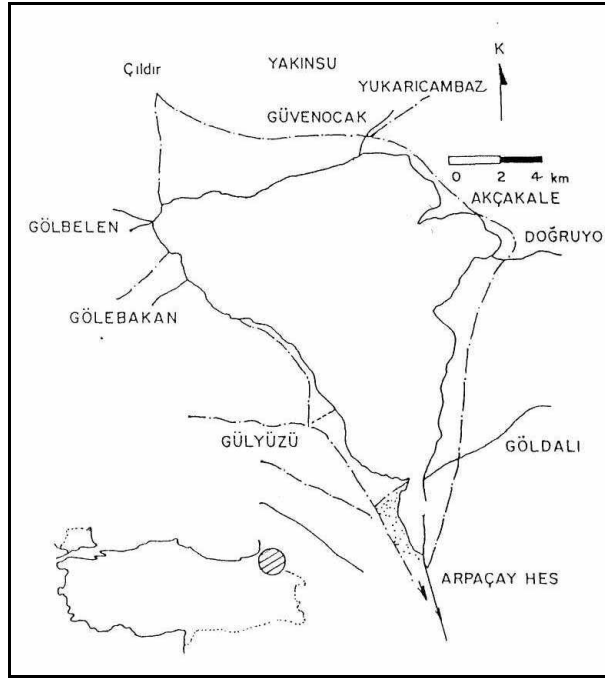 K
YAKINSU
Çıldır
YUKARICAMBAZ
GÜVENOCAK
0 2 4 km
AKÇAKALE
DOĞRUYO
GÖLBELEN
GÖLEBAKAN
GÜLYÜZÜ
GÖLDALI
ARPAÇAY HES